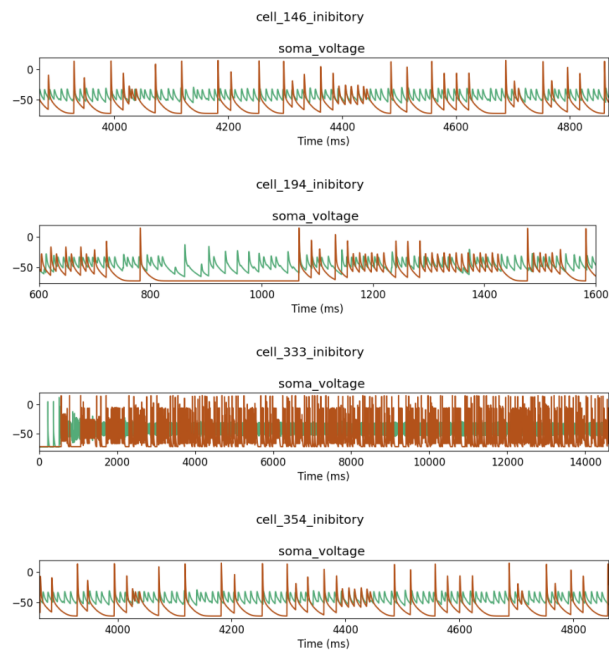 cell_146_inibitory
soma_voltage
0
−50
4000 4200 4400 4600 4800
Time (ms)
cell_194_inibitory
soma_voltage
0
−50
600 800 1000 1200 1400 1600
Time (ms)
cell_333_inibitory
soma_voltage
0
−50
0 2000 4000 6000 8000 10000 12000 14000
Time (ms)
cell_354_inibitory
soma_voltage
0
−50
4000 4200 4400 4600 4800
Time (ms)